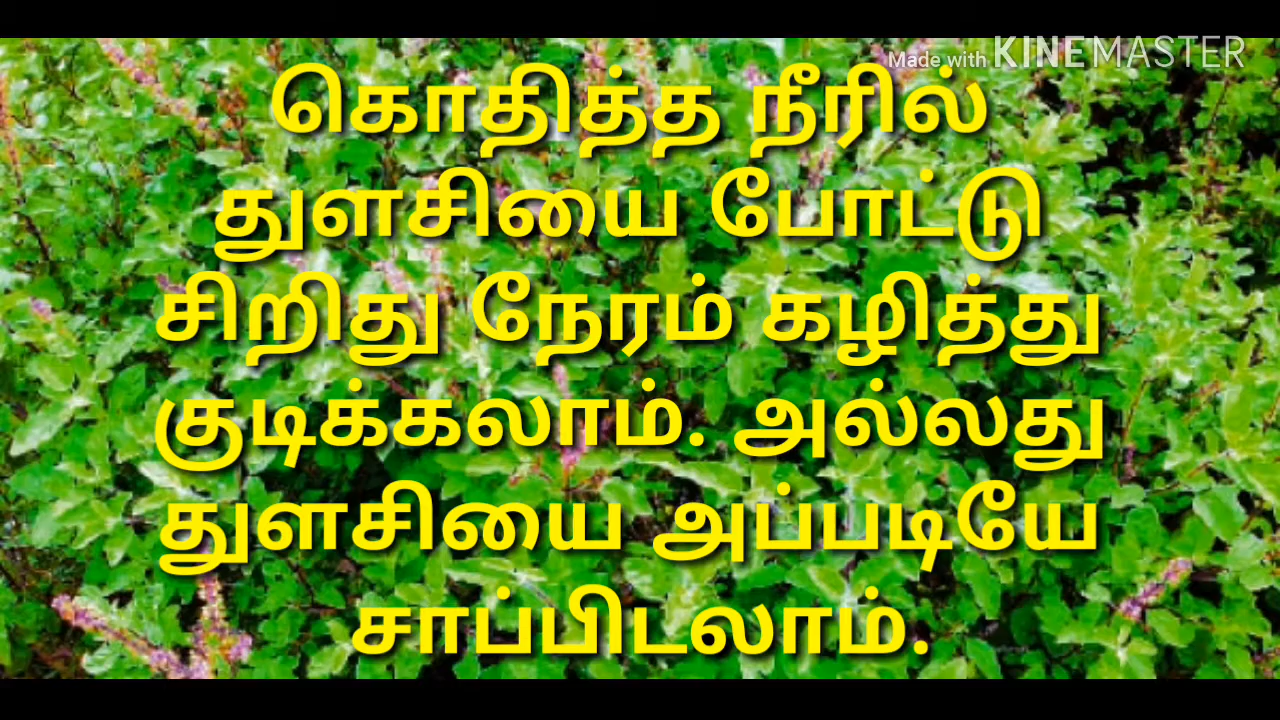 Made with KINEMASTER
கொதித்த நீரில்
துளசியை போட்டு
சிறிது நேரம் கழித்து
குடிக்கலாம். அல்லது
துளசியை அப்படியே
சாப்பிடலாம்.